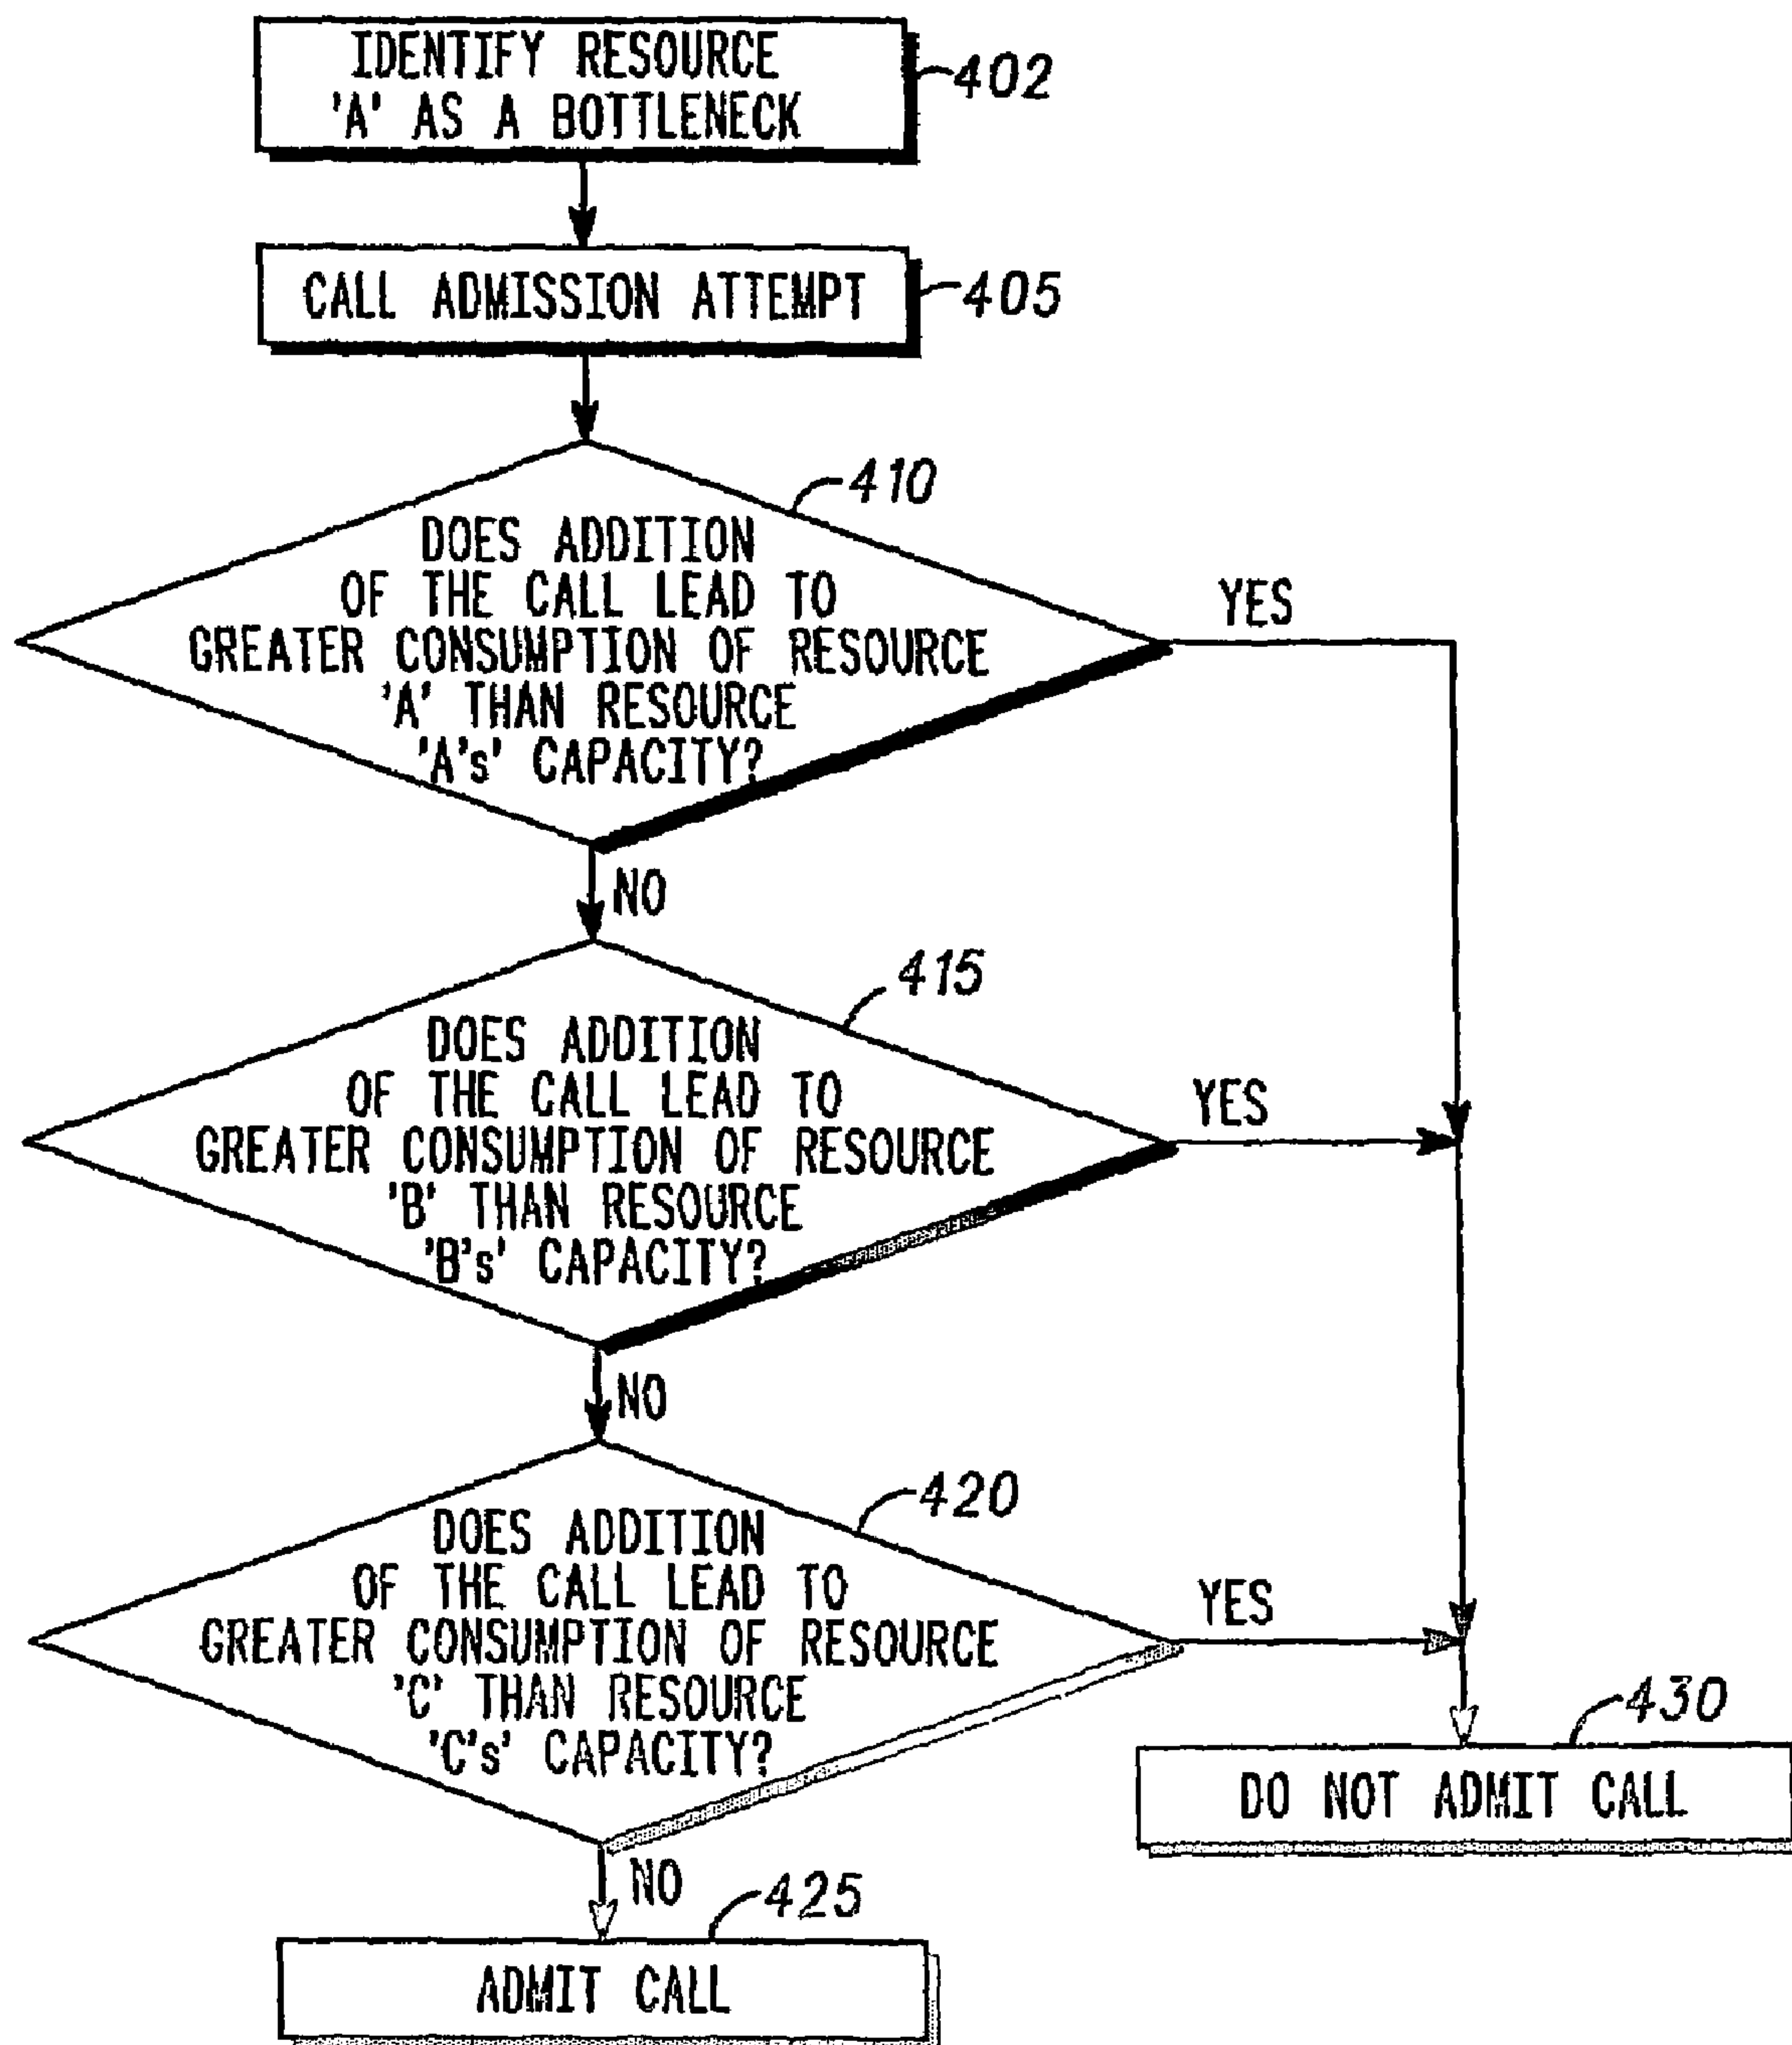 IDENTIFY RESOURCE
'A' AS A BOTTLENECK
402
CALL ADMISSION ATTEMPT
405
410
DOES ADDITION
OF THE CALL LEAD TO
GREATER CONSUMPTION OF RESOURCE
'A' THAN RESOURCE
'A's' CAPACITY?
YES
NO
415
DOES ADDITION
OF THE CALL LEAD TO
GREATER CONSUMPTION OF RESOURCE
'B' THAN RESOURCE
'B's' CAPACITY?
YES
NO
420
DOES ADDITION
OF THE CALL LEAD TO
GREATER CONSUMPTION OF RESOURCE
'C' THAN RESOURCE
'C's' CAPACITY?
YES
430
DO NOT ADMIT CALL
NO
425
ADMIT CALL